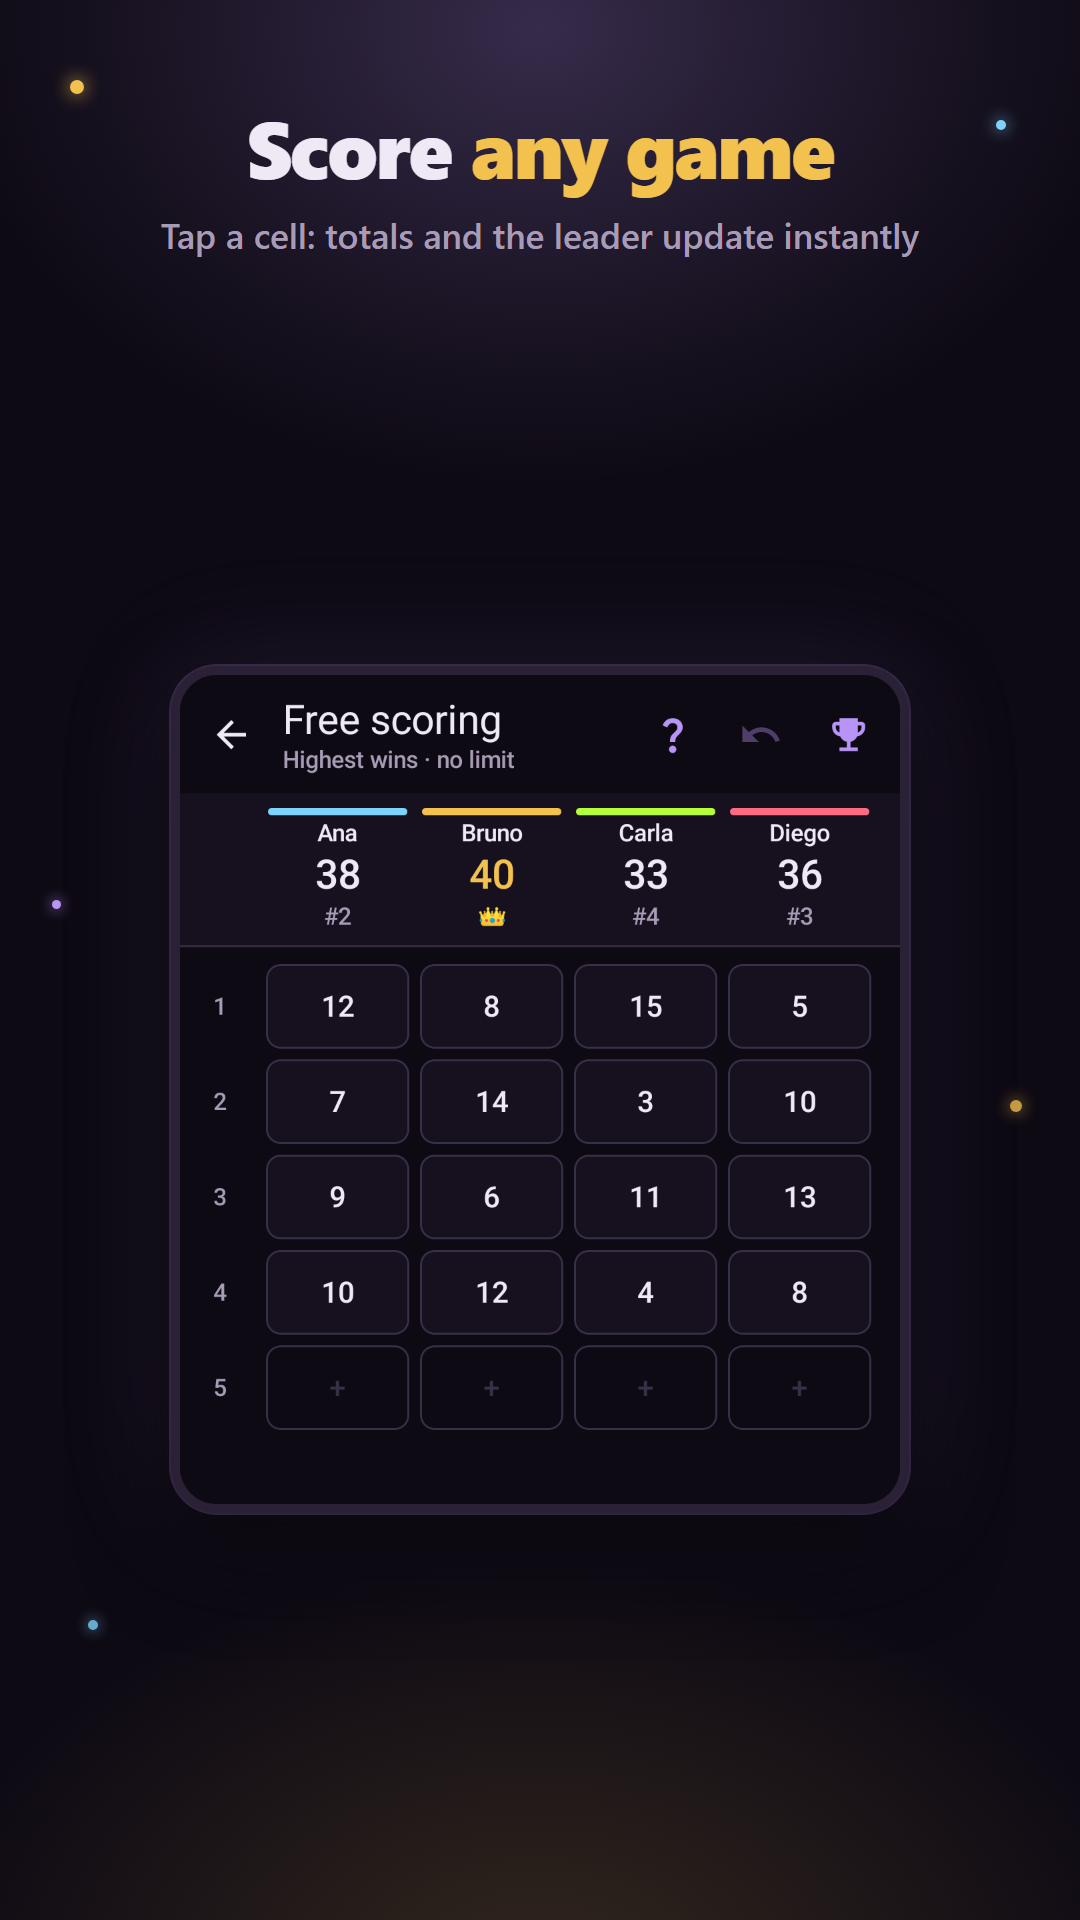 Score any game
Tap a cell: totals and the leader update instantly
Free scoring
Highest wins · no limit
?
Ana Bruno Carla Diego
38 40 33 36
#2 👑 #4 #3
1 12 8 15 5
2 7 14 3 10
3 9 6 11 13
4 10 12 4 8
5 + + + +